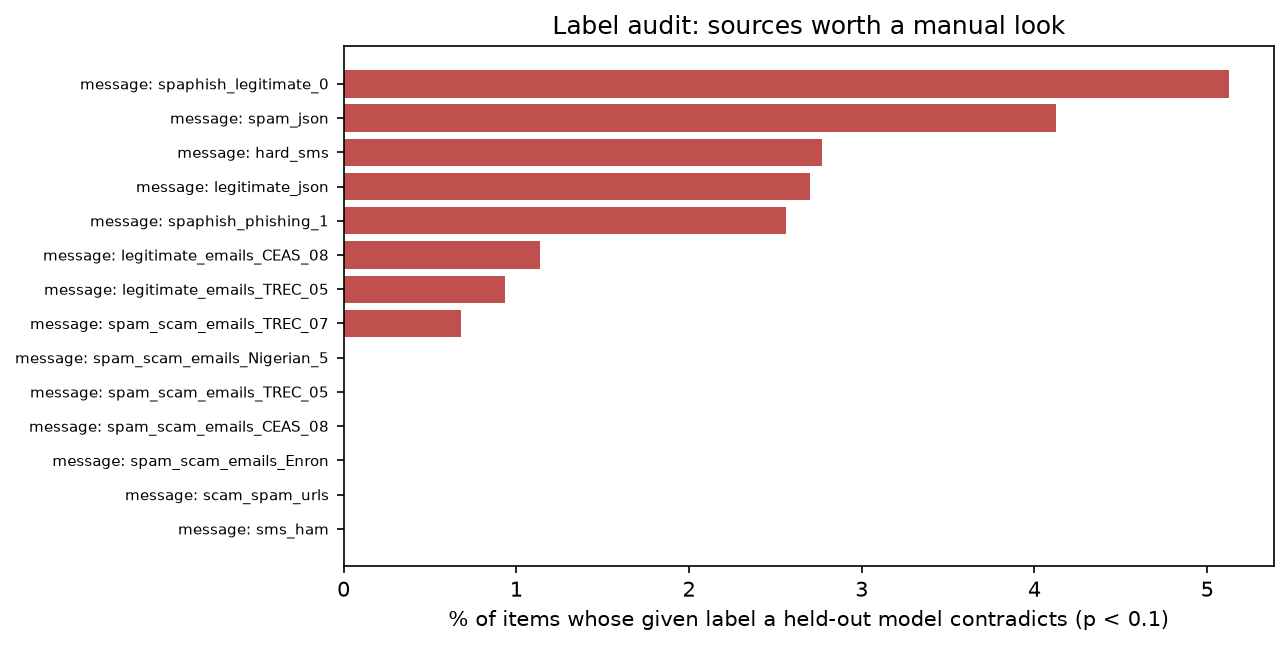 Label audit: sources worth a manual look
message: spaphish_legitimate_0
message: spam_json
message: hard_sms
message: legitimate_json
message: spaphish_phishing_1
message: legitimate_emails_CEAS_08
message: legitimate_emails_TREC_05
message: spam_scam_emails_TREC_07
message: spam_scam_emails_Nigerian_5
message: spam_scam_emails_TREC_05
message: spam_scam_emails_CEAS_08
message: spam_scam_emails_Enron
message: scam_spam_urls
message: sms_ham
0 1 2 3 4 5
% of items whose given label a held-out model contradicts (p < 0.1)